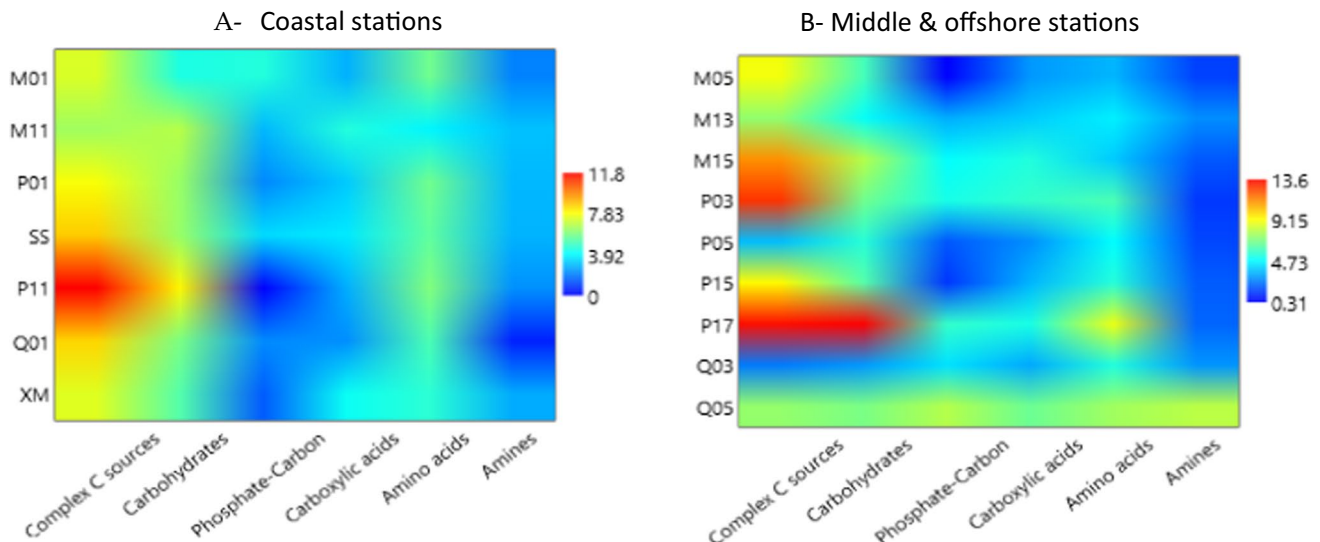 A- Coastal stations
M01
M11
P01
SS
P11
Q01
XM
11.8
7.83
3.92
0
Complex C sources
Carbohydrates
Phosphate-Carbon
Carboxylic acids
Amino acids
Amines
B- Middle & offshore stations
M05
M13
M15
P03
P05
P15
P17
Q03
Q05
13.6
9.15
4.73
0.31
Complex C sources
Carbohydrates
Phosphate-Carbon
Carboxylic acids
Amino acids
Amines